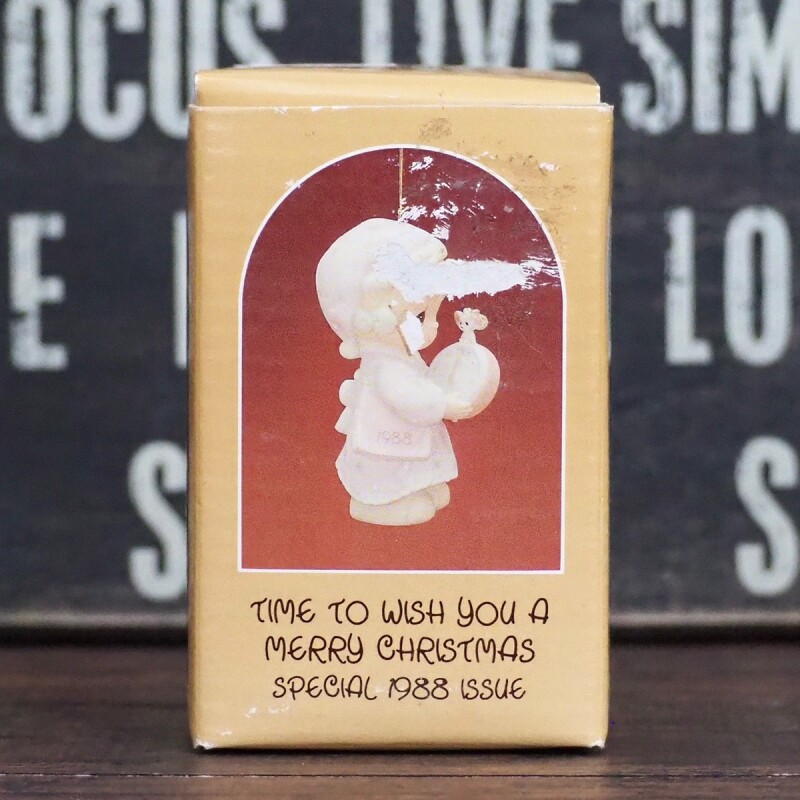 OCUS LIVE SIM
E
LO
S
S
1988
TIME TO WISH YOU A
MERRY CHRISTMAS
SPECIAL 1988 ISSUE